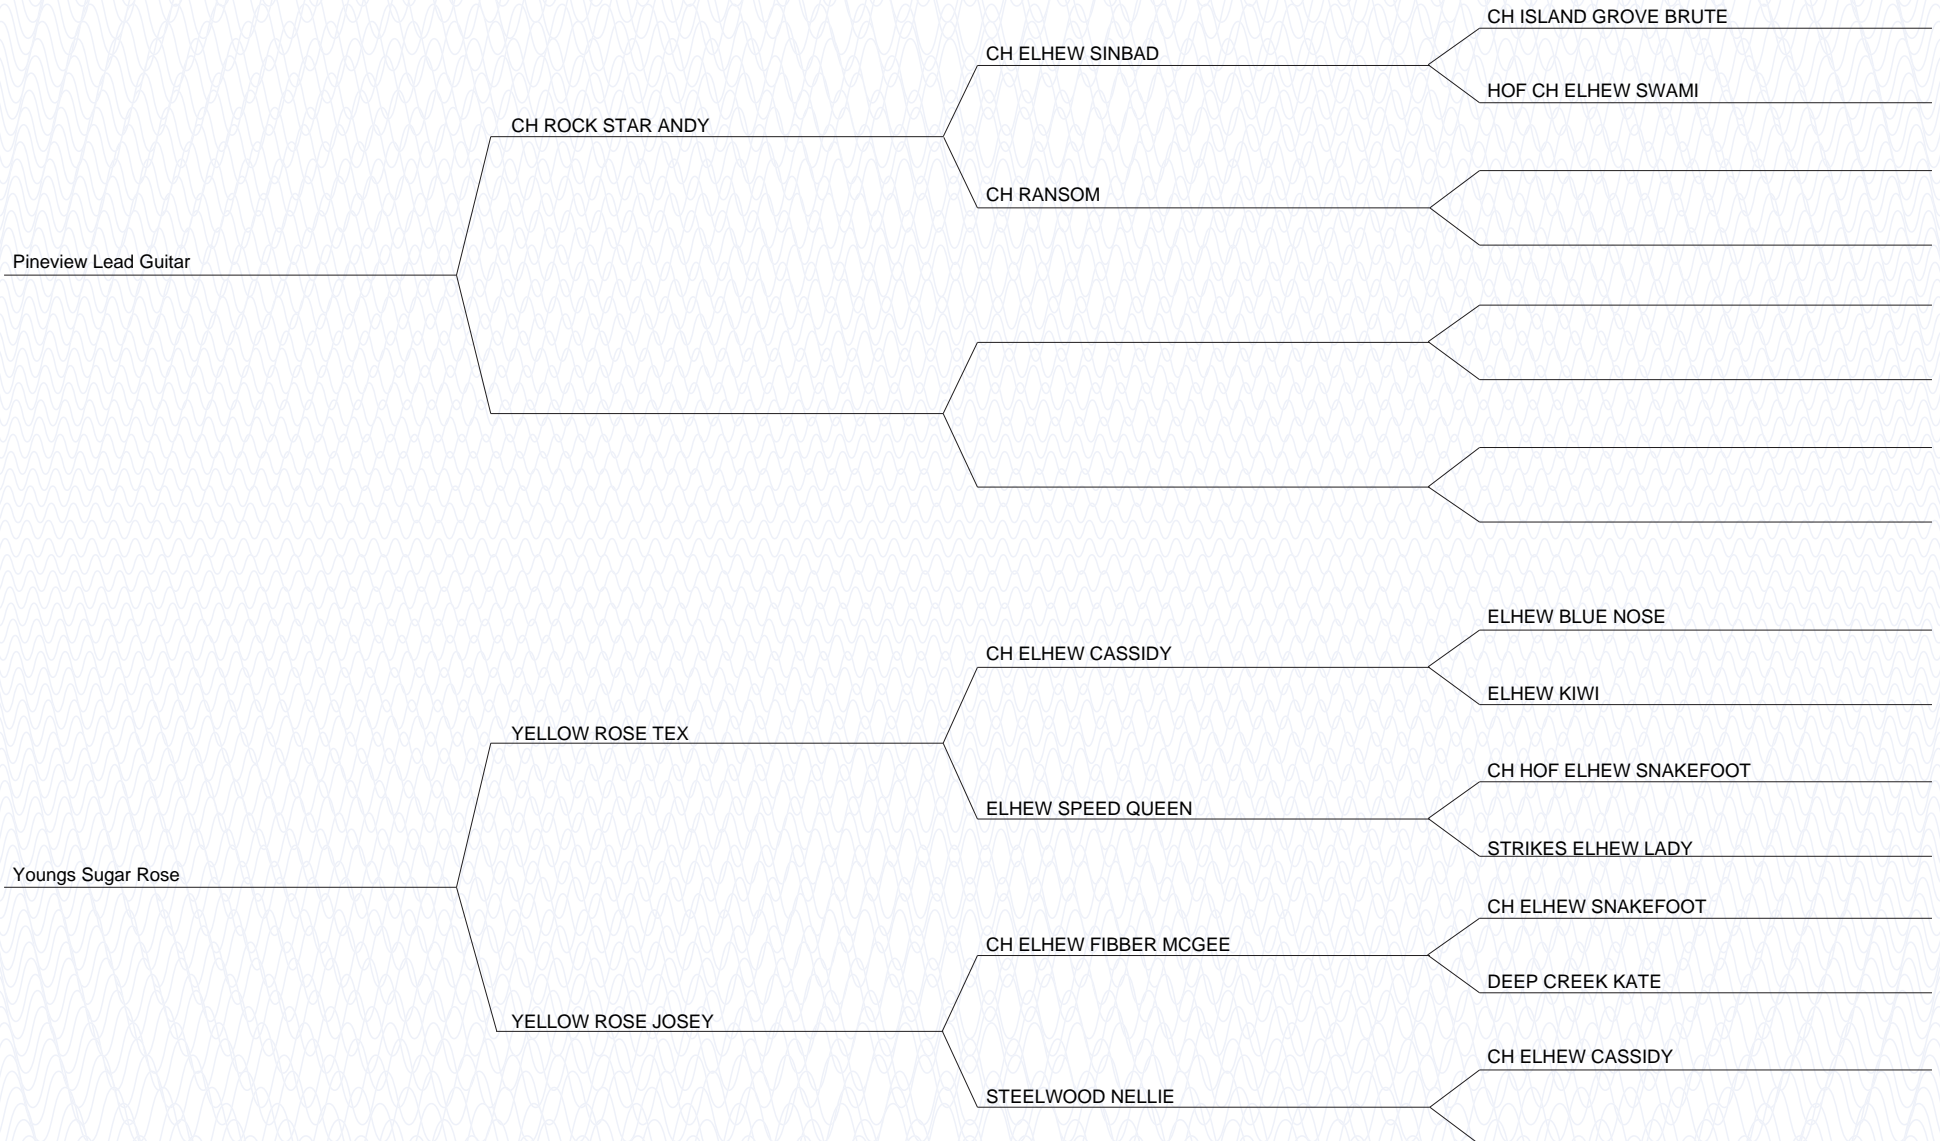 CH ISLAND GROVE BRUTE
CH ELHEW SINBAD
HOF CH ELHEW SWAMI
CH ROCK STAR ANDY
CH RANSOM
Pineview Lead Guitar
ELHEW BLUE NOSE
CH ELHEW CASSIDY
ELHEW KIWI
YELLOW ROSE TEX
CH HOF ELHEW SNAKEFOOT
ELHEW SPEED QUEEN
STRIKES ELHEW LADY
Youngs Sugar Rose
CH ELHEW SNAKEFOOT
CH ELHEW FIBBER MCGEE
DEEP CREEK KATE
YELLOW ROSE JOSEY
CH ELHEW CASSIDY
STEELWOOD NELLIE